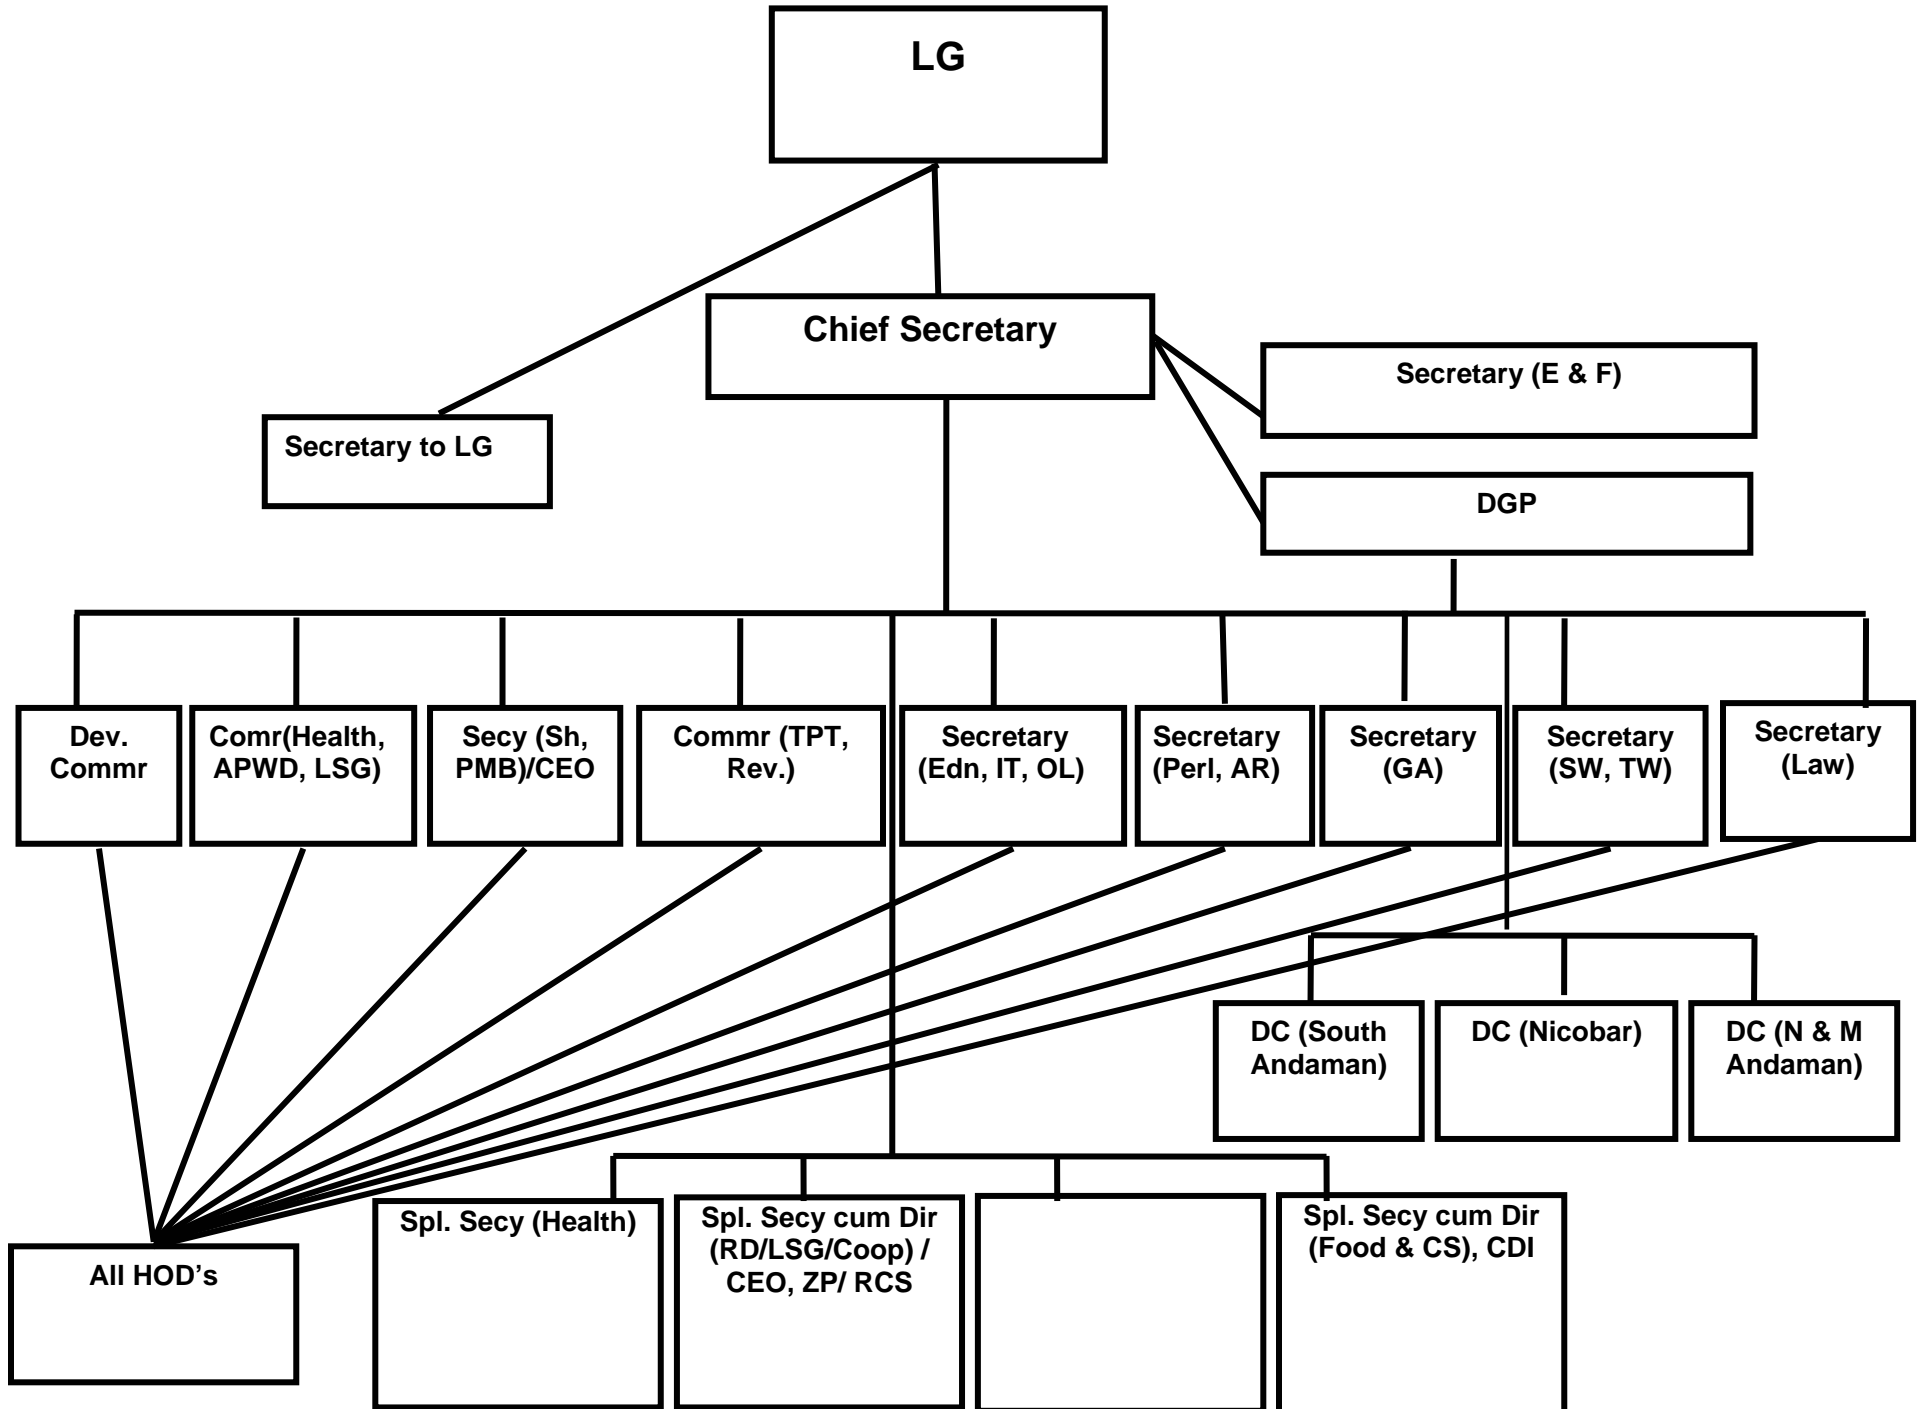 LG
Chief Secretary
Secretary (E & F)
Secretary to LG
DGP
Dev.
Commr
Comr(Health,
APWD, LSG)
Secy (Sh,
PMB)/CEO
Commr (TPT,
Rev.)
Secretary
(Edn, IT, OL)
Secretary
(Perl, AR)
Secretary
(GA)
Secretary
(SW, TW)
Secretary
(Law)
DC (South
Andaman)
DC (Nicobar)
DC (N & M
Andaman)
All HOD’s
Spl. Secy (Health)
Spl. Secy cum Dir
(RD/LSG/Coop) /
CEO, ZP/ RCS
Spl. Secy cum Dir
(Food & CS), CDI